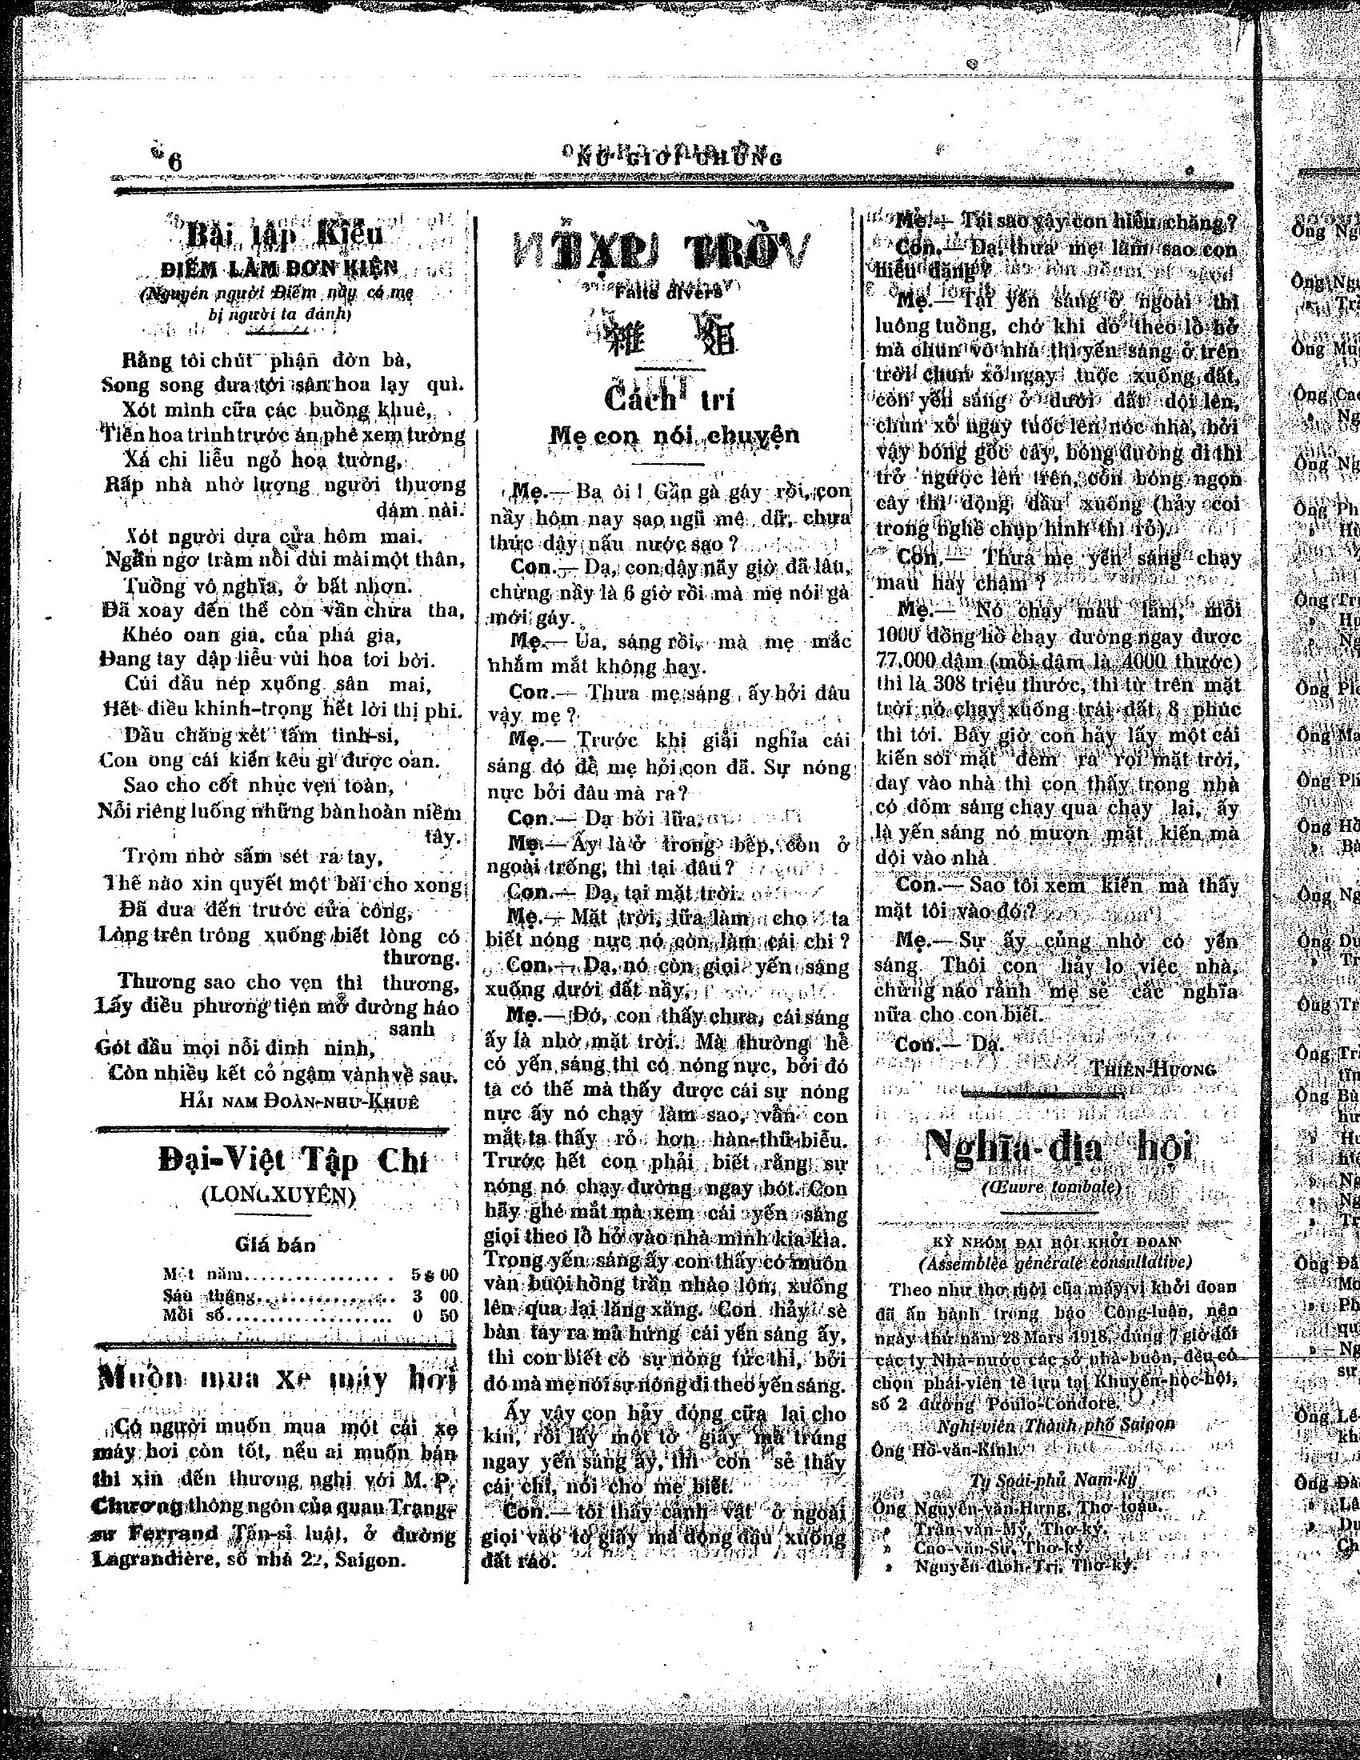 6
NỮ GIỚI CHUNG
Bài tập Kiều
ĐIẾM LÀM ĐƠN KIỆN
(Nguyên người Điếm nầy có mẹ
bị người ta đánh)
Rằng tôi chút phận đờn bà,
Song song đưa tới sân hoa lạy quì.
Xót mình cữa các buồng khuê,
Tiên hoa trình trước án phê xem tường
Xá chi liễu ngỏ hoa tường,
Rắp nhà nhờ lượng người thượng
dám nài.
Xót người dựa cửa hôm mai,
Ngẩn ngơ trăm nỗi dùi mài một thân,
Tuồng vô nghĩa, ở bất nhơn.
Đã xoay đến thế còn vần chửa tha,
Khéo oan gia, của phá gia,
Đang tay dập liễu vùi hoa tơi bời.
Cúi đầu nép xuống sân mai,
Hết điều khinh-trọng hết lời thị phi.
Dầu chẳng xét tấm tình-si,
Con ong cái kiến kêu gì được oan.
Sao cho cốt nhục vẹn toàn,
Nỗi riêng luống những bàn hoàn niềm
tây.
Trộm nhờ sấm sét ra tay,
Thế nào xin quyết một bài cho xong
Đã đưa đến trước cửa công,
Lòng trên trông xuống biết lòng có
thương.
Thương sao cho vẹn thì thương,
Lấy điều phương tiện mở đường háo
sanh
Gót đầu mọi nỗi đinh ninh,
Còn nhiều kết cỏ ngậm vành về sau.
HẢI NAM ĐOÀN-NHƯ-KHUÊ
Đại-Việt Tập Chí
(LONGXUYÊN)
Giá bán
Một năm . . . . . . . 5$00
Sáu tháng . . . . . . . 3 00
Mỗi số . . . . . . . 0 50
Muốn mua xe máy hơi
Có người muốn mua một cái xe
máy hơi còn tốt, nếu ai muốn bán
thì xin đến thương nghị với M. P.
Chương thông ngôn của quan Trạng-
sư Ferrand Tấn-sỉ luật, ở đường
Lagrandière, số nhà 22, Saigon.
TẠP TRỞ
Faits divers
雜 俎
Cách trí
Mẹ con nói chuyện
Mẹ.— Ba ôi! Gần gà gáy rồi, con
nầy hôm nay sao ngũ mê dữ, chưa
thức dậy nấu nước sao?
Con.— Dạ, con dậy nãy giờ đã lâu,
chừng nầy là 6 giờ rồi mà mẹ nói gà
mới gáy.
Mẹ.— Ủa, sáng rồi, mà mẹ mắc
nhắm mắt không hay.
Con.— Thưa mẹ sáng ấy bởi đâu
vậy mẹ?
Mẹ.— Trước khi giải nghĩa cái
sáng đó để mẹ hỏi con đã. Sự nóng
nực bởi đâu mà ra?
Con.— Dạ bởi lửa.
Mẹ.— Ấy là ở trong bếp, còn ở
ngoài trống, thì tại đâu?
Con.— Dạ, tại mặt trời.
Mẹ.— Mặt trời, lữa làm cho ta
biết nóng nực nó còn làm cái chi?
Con.— Dạ, nó còn giọi yến sáng
xuống dưới đất nầy.
Mẹ.— Đó, con thấy chưa, cái sáng
ấy là nhờ mặt trời. Mà thường hể
có yến sáng thì có nóng nực, bởi đó
ta có thể mà thấy được cái sự nóng
nực ấy nó chạy làm sao, vẩn con
mắt ta thấy rỏ hơn hàn-thử-biểu.
Trước hết con phải biết rằng sự
nóng nó chạy đường ngay bót. Con
hãy ghé mắt mà xem cái yến sáng
giọi theo lỗ hở vào nhà mình kia kìa.
Trong yến sáng ấy con thấy có muôn
vàn buội hồng trần nhảo lộn, xuống
lên qua lại lăng xăng. Con hảy sè
bàn tay ra mà hứng cái yến sáng ấy,
thì con biết có sự nóng tức thì, bởi
đó mà mẹ nói sự nóng đi theo yến sáng.
Ấy vậy con hảy đóng cữa lại cho
kín, rồi lấy một tờ giấy mà trúng
ngay yến sáng ấy, thì con sẻ thấy
cái chi, nói cho mẹ biết.
Con.— tôi thấy cảnh vật ở ngoài
giọi vào tờ giấy mà động đầu xuống
đất ráo.
Mẹ.— Tại sao vậy con hiểu chăng?
Con.— Dạ, thưa mẹ làm sao con
hiểu đặng?
Mẹ.— Tại yến sáng ở ngoài thì
luông tuồng, chớ khi dó theo lỗ hở
mà chun vô nhà thì yến sáng ở trên
trời chun xỏ ngay tuộc xuống đất,
còn yến sáng ở dưới đất dội lên,
chun xỏ ngay tuốc lên nóc nhà, bởi
vậy bóng gốc cây, bóng đường đi thì
trở ngược lên trên, còn bóng ngọn
cây thì động đầu xuống (hảy coi
trong nghề chụp hình thì rỏ).
Con.— Thưa mẹ yến sáng chạy
mau hay chậm?
Mẹ.— Nó chạy mau lắm, mỗi
1000 đồng hồ chạy đường ngay được
77.000 dặm (mỗi dặm là 4000 thước)
thì là 308 triệu thước, thì từ trên mặt
trời nó chạy xuống trái đất 8 phúc
thì tới. Bây giờ con hảy lấy một cái
kiến soi mặt đem ra rọi mặt trời,
day vào nhà thì con thấy trong nhà
có đốm sáng chạy qua chạy lại, ấy
là yến sáng nó mượn mặt kiến mà
dội vào nhà
Con.— Sao tôi xem kiến mà thấy
mặt tôi vào đó?
Mẹ.— Sự ấy củng nhờ có yến
sáng. Thôi con hảy lo việc nhà,
chừng nào rảnh mẹ sẻ các nghĩa
nữa cho con biết.
Con.— Dạ.
THIÊN-HƯƠNG
Nghĩa-địa hội
(Œuvre tombale)
KỲ NHÓM ĐẠI HỘI KHỞI ĐOAN
(Assemblée générale consultative)
Theo như thơ mời của mấy vị khởi đoan
đã ấn hành trong báo Công-luận, nên
ngày thứ năm 28 Mars 1918, đúng 7 giờ tối
các ty Nhà-nước các sở nhà-buôn, đều có
chọn phái-viên tề tựu tại Khuyến-học-hội,
số 2 đường Poulo-Condore.
Nghị-viên Thành-phố Saigon
Ông Hồ-văn-Kinh.
Ty Soái-phủ Nam-kỳ
Ông Nguyễn-văn-Hưng, Thơ-toán.
» Trần-văn-Mỹ, Thơ-ký.
» Cao-văn-Sự, Thơ-ký
» Nguyễn-đình-Trị, Thơ-ký.